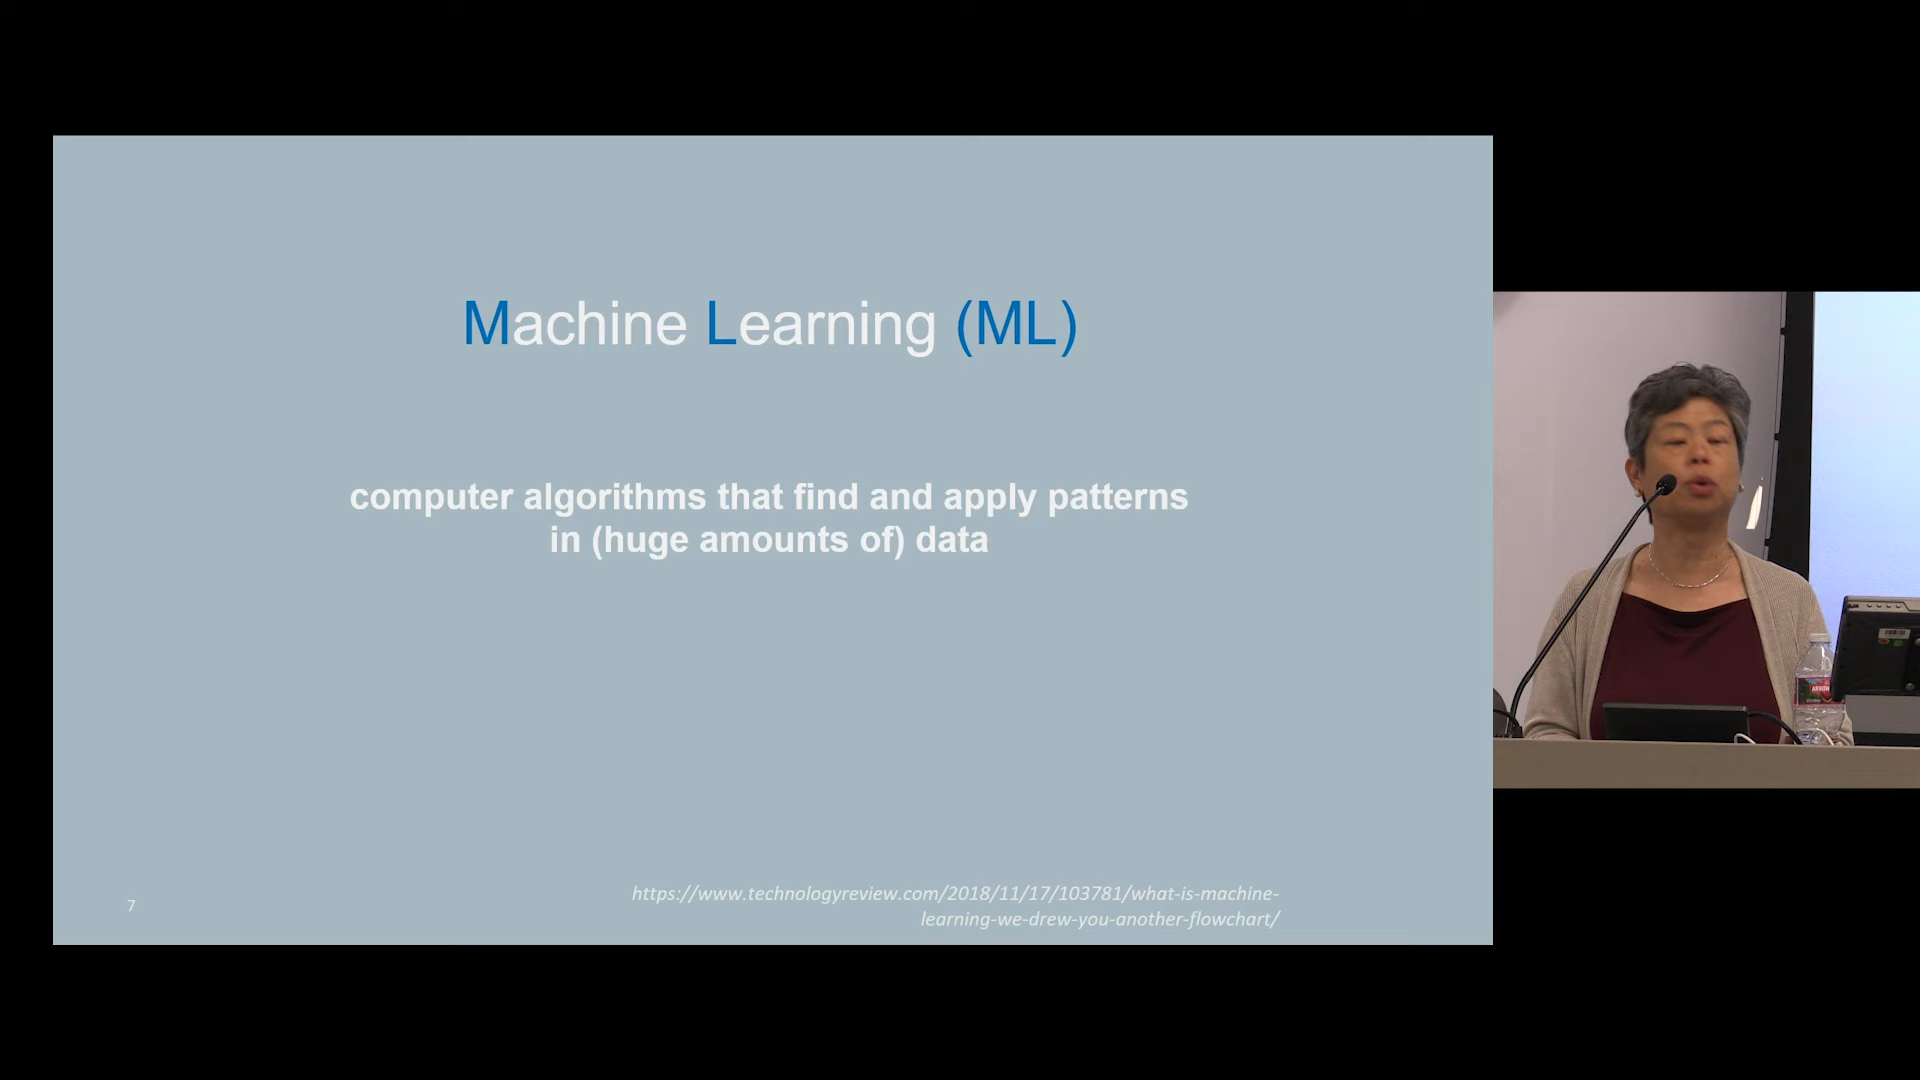 Machine Learning (ML)
computer algorithms that find and apply patterns
in (huge amounts of) data
https://www.technologyreview.com/2018/11/17/103781/what-is-machine-
learning-we-drew-you-another-flowchart/
7
ARROW